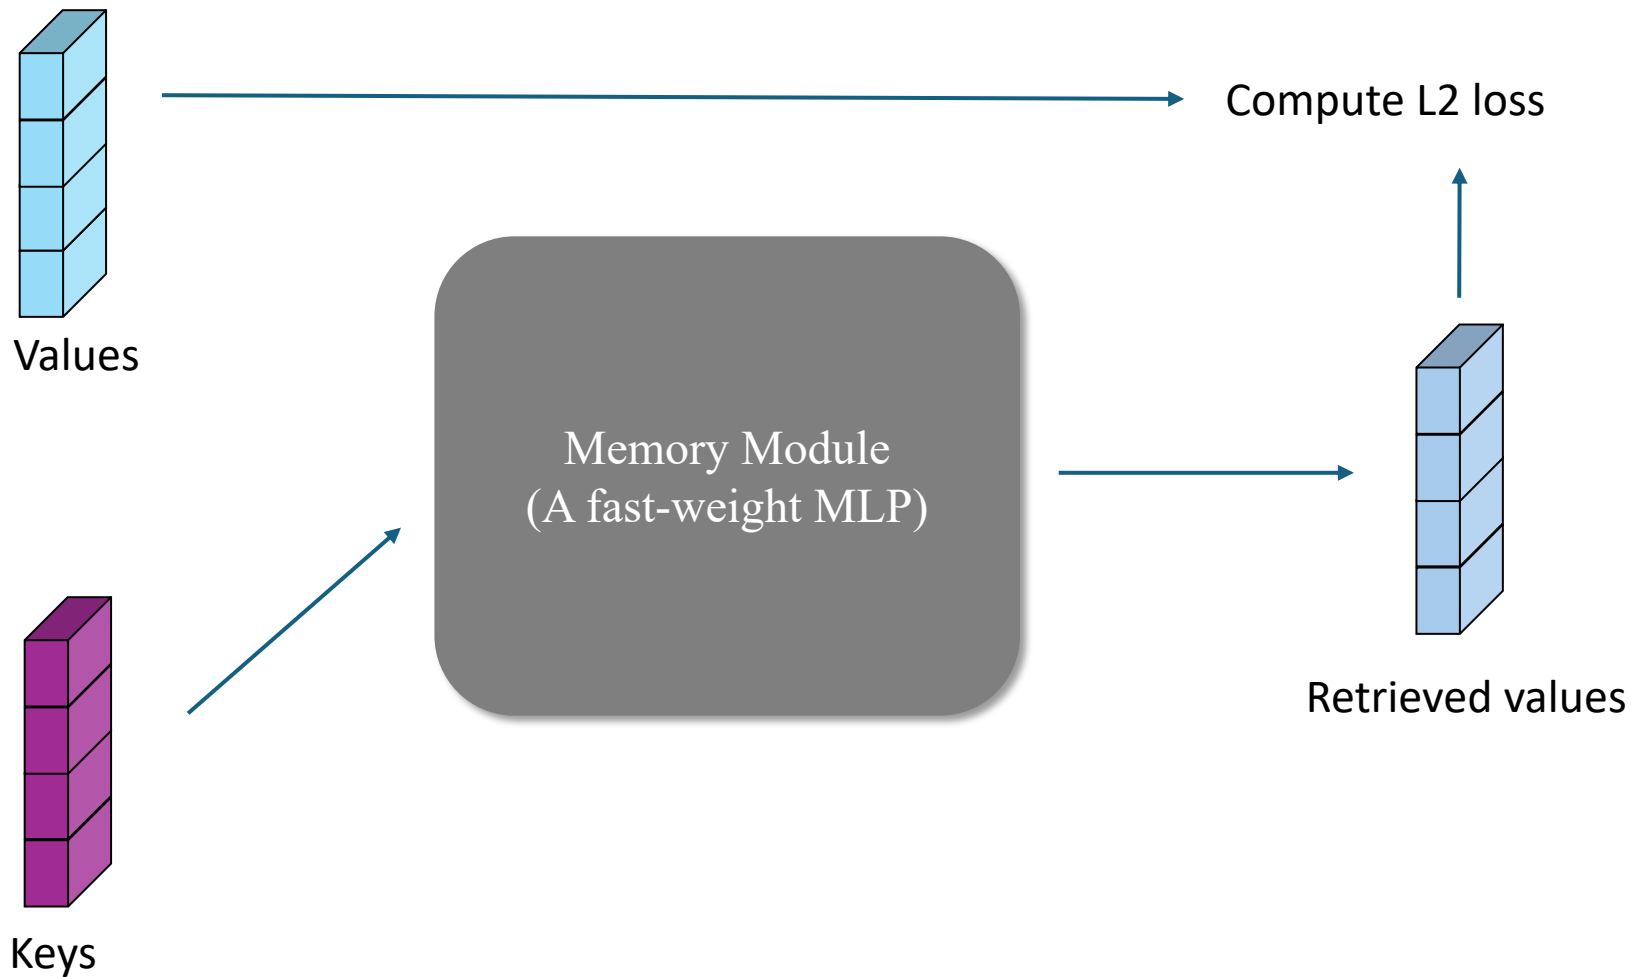 Compute L2 loss
Values
Memory Module
(A fast-weight MLP)
Retrieved values
Keys